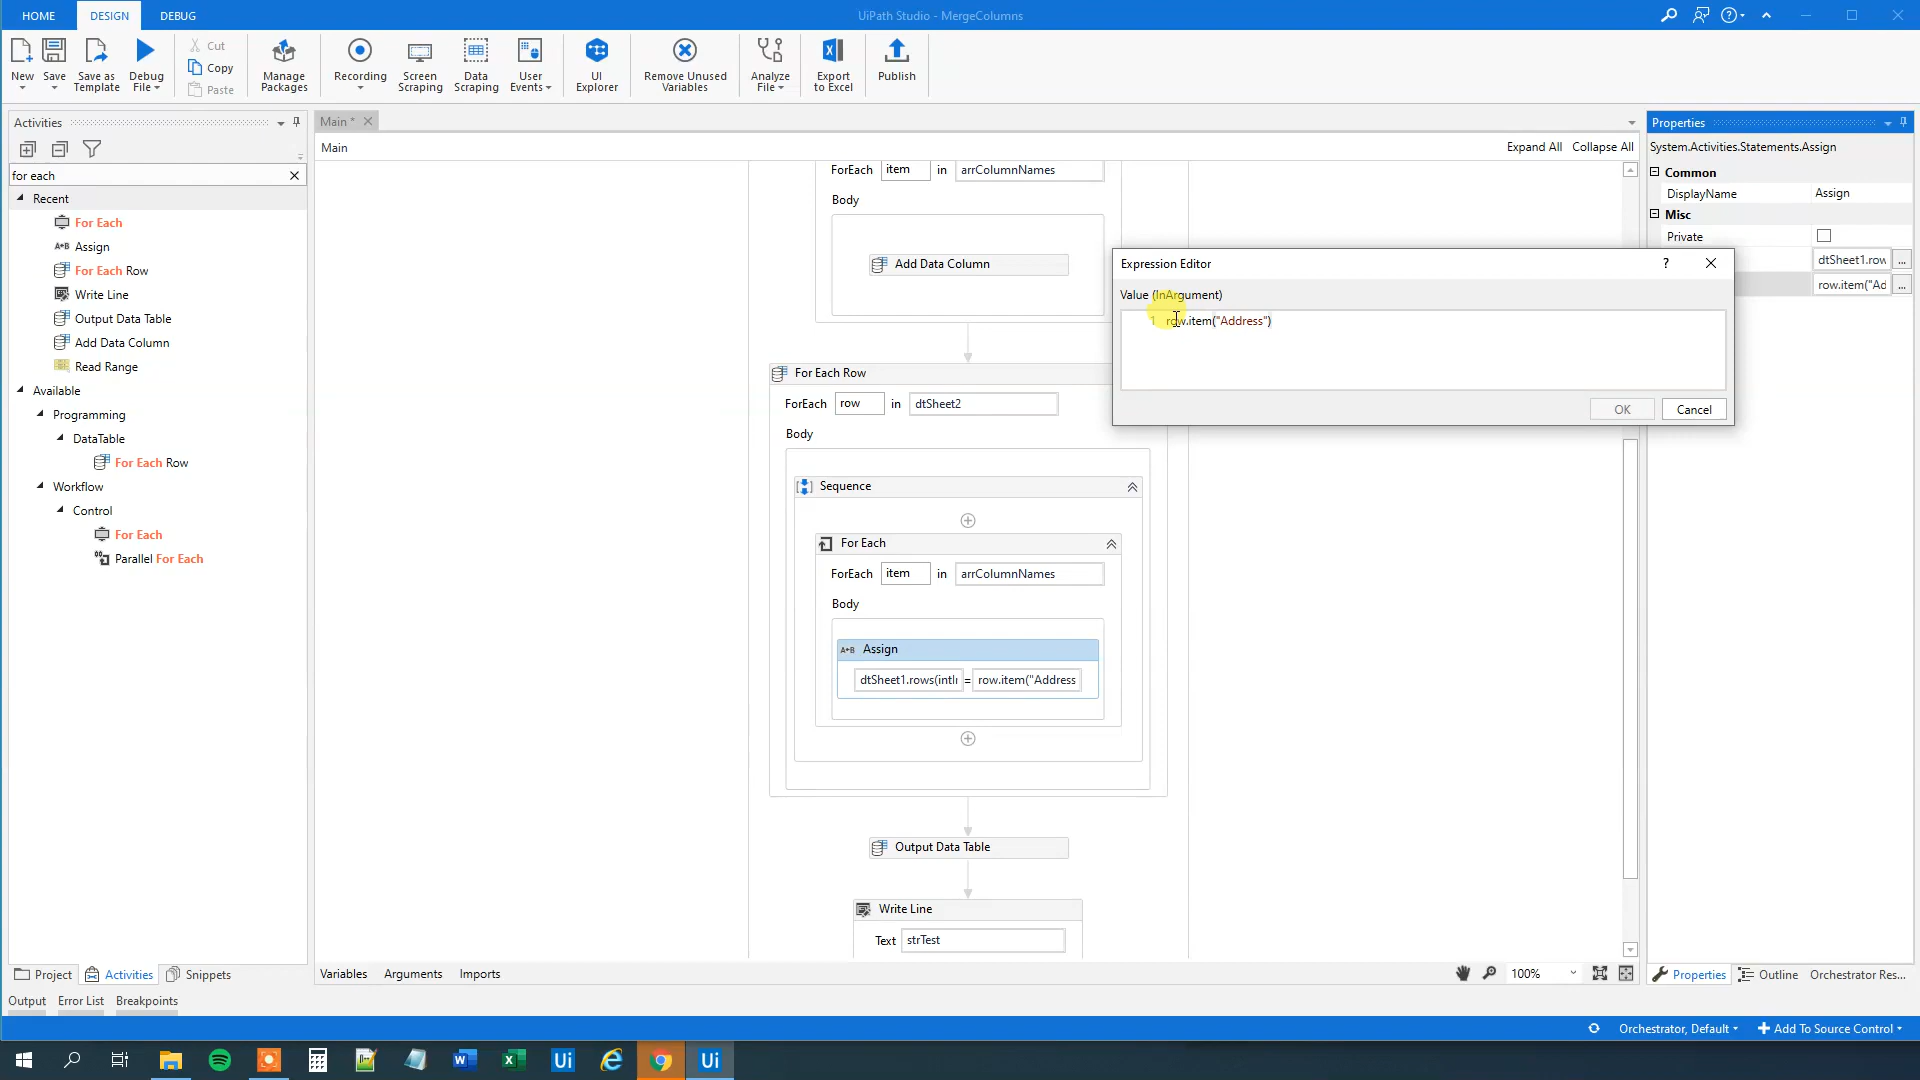 HOME DESIGN DEBUG UiPath Studio - MergeColumns
New Save Save as Template Debug File Cut Copy Paste Manage Packages Recording Screen Scraping Data Scraping User Events UI Explorer Remove Unused Variables Analyze File Export to Excel Publish
Activities
for each
Recent
For Each
Assign
For Each Row
Write Line
Output Data Table
Add Data Column
Read Range
Available
Programming
DataTable
For Each Row
Workflow
Control
For Each
Parallel For Each
Project Activities Snippets
Main *
Main Expand All Collapse All
ForEach item in arrColumnNames
Body
Add Data Column
For Each Row
ForEach row in dtSheet2
Body
Sequence
For Each
ForEach item in arrColumnNames
Body
A+B Assign
dtSheet1.rows(intI = row.item("Address
Output Data Table
Write Line
Text strTest
Variables Arguments Imports 100%
Expression Editor ?
Value (InArgument)
1 row.item("Address")
OK Cancel
Properties
System.Activities.Statements.Assign
Common
DisplayName Assign
Misc
Private
dtSheet1.row ...
row.item("Ad ...
Properties Outline Orchestrator Res...
Output Error List Breakpoints
Orchestrator, Default Add To Source Control
Ui Ui